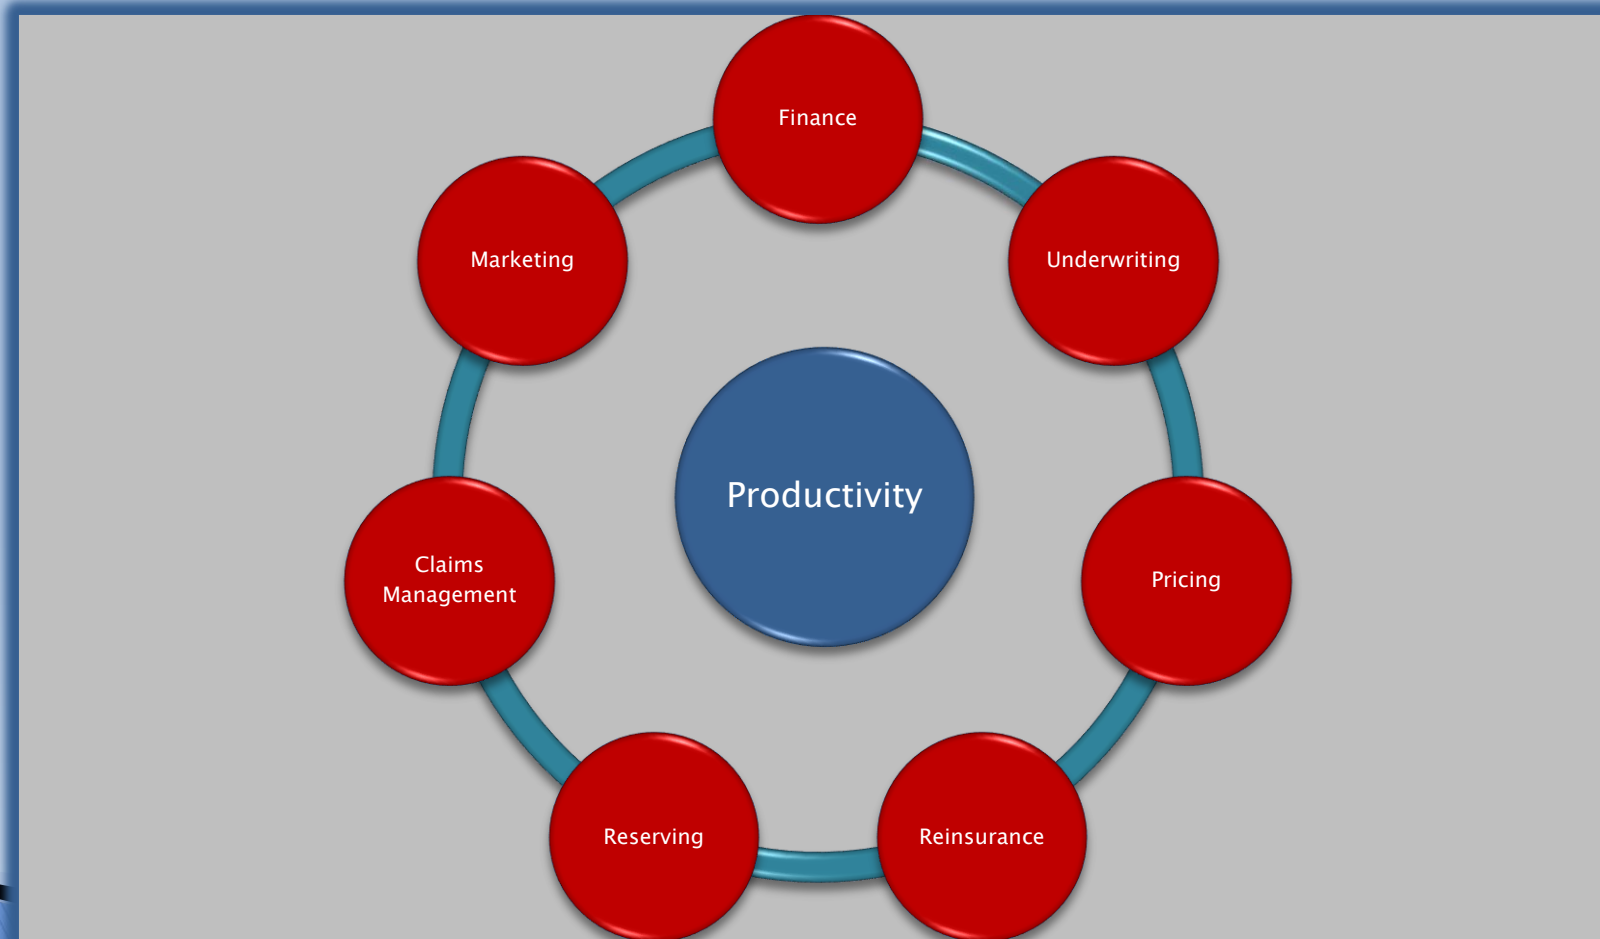 Finance
Marketing
Underwriting
Productivity
Claims
Management
Pricing
Reserving
Reinsurance